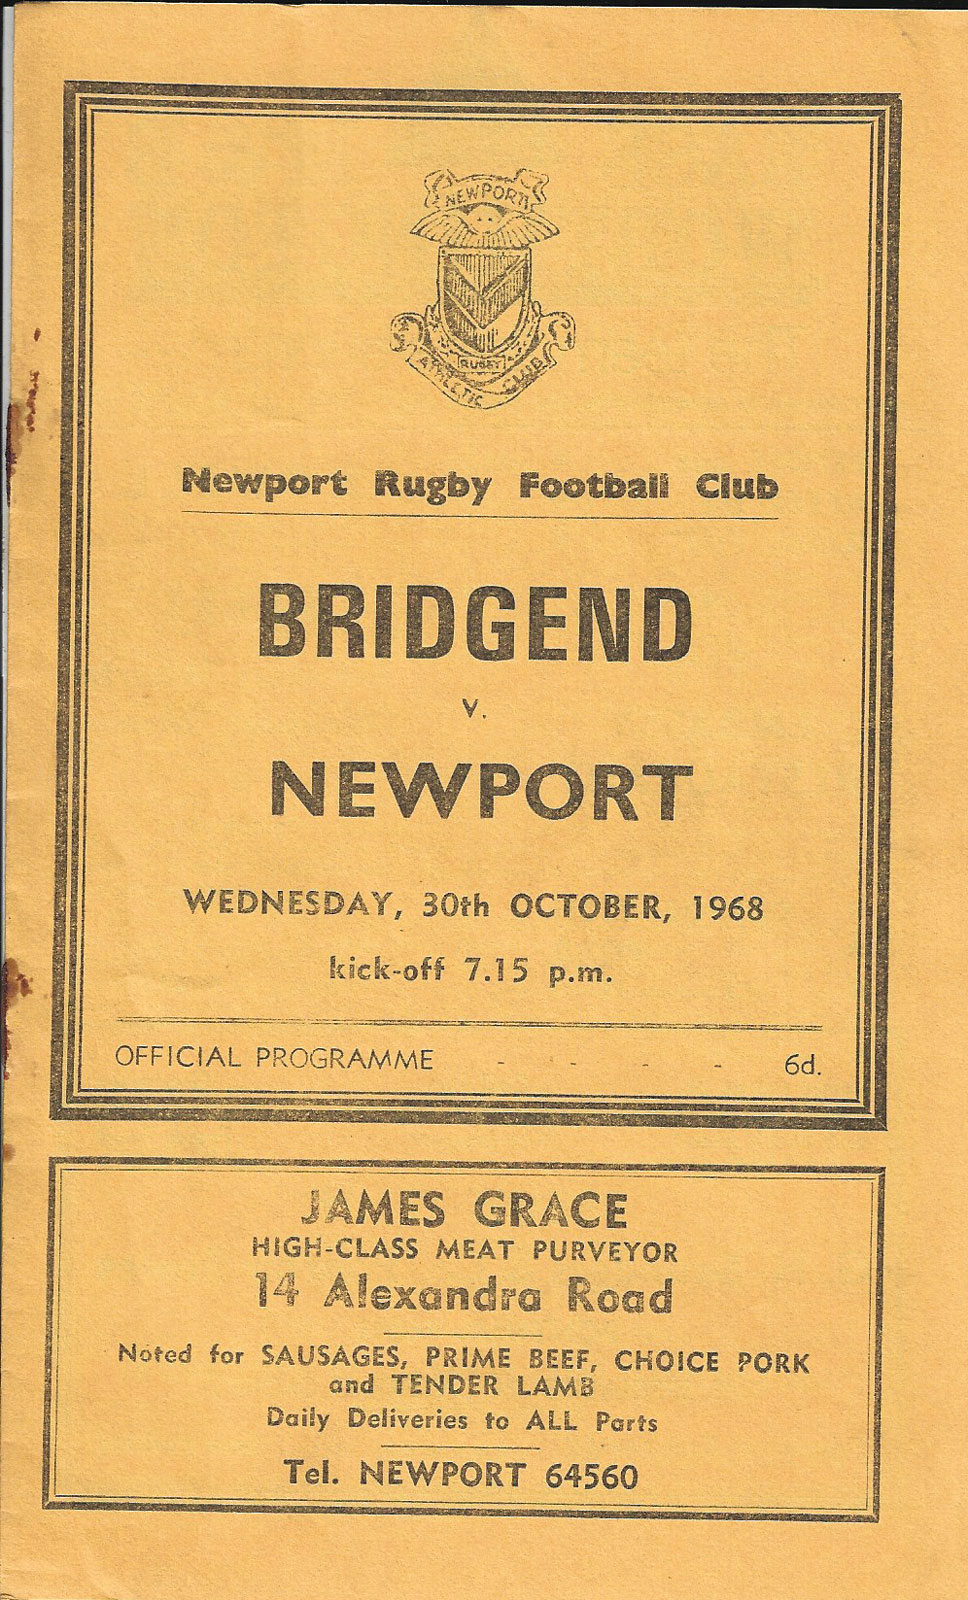 NEWPORT
RUGBY
ATHLETIC CLUB
Newport Rugby Football Club
BRIDGEND
v.
NEWPORT
WEDNESDAY, 30th OCTOBER, 1968
kick-off 7.15 p.m.
OFFICIAL PROGRAMME - - - - 6d.
JAMES GRACE
HIGH-CLASS MEAT PURVEYOR
14 Alexandra Road
Noted for SAUSAGES, PRIME BEEF, CHOICE PORK
and TENDER LAMB
Daily Deliveries to ALL Parts
Tel. NEWPORT 64560